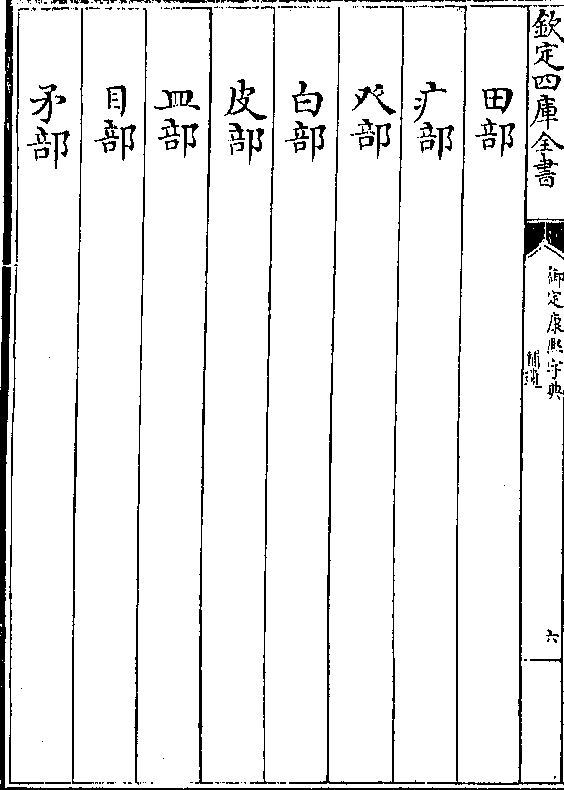 欽定四庫全書
御定康熙字典
補遺
六
田部
疒部
癶部
白部
皮部
皿部
目部
矛部